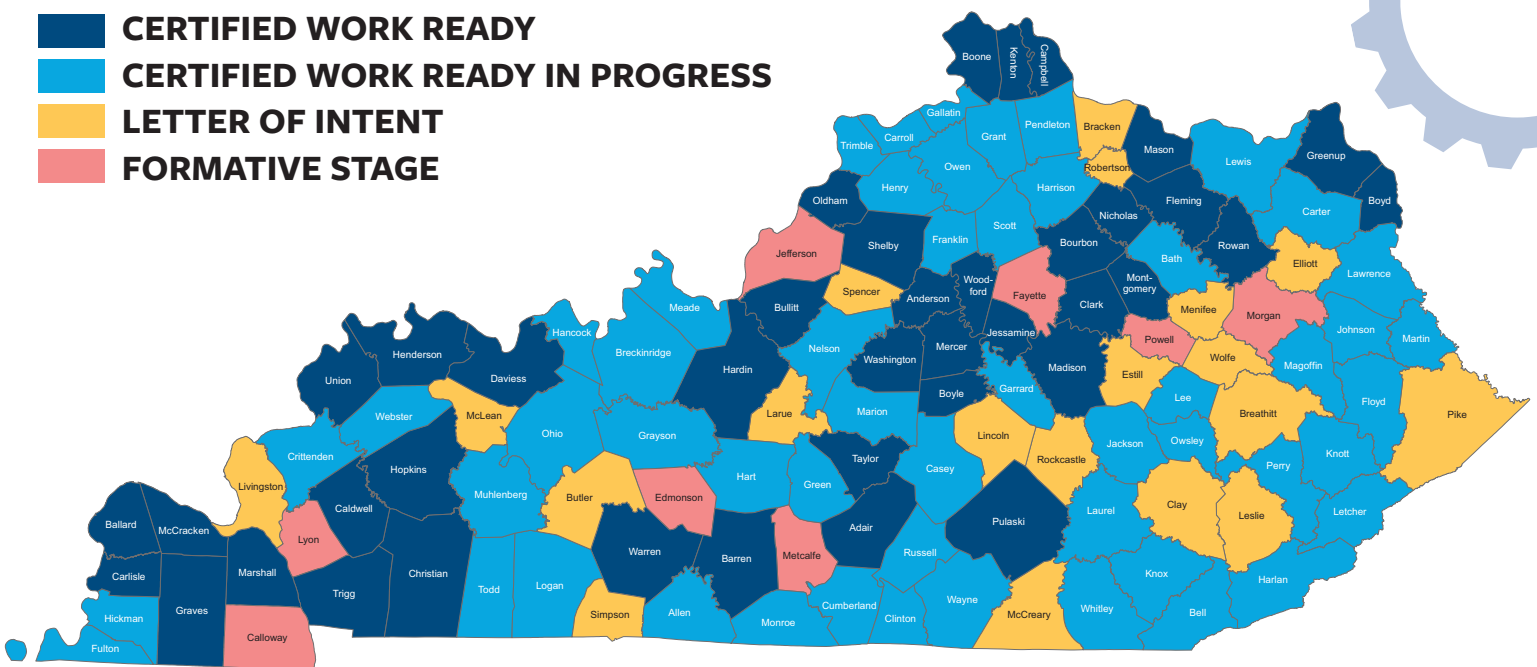 CERTIFIED WORK READY
CERTIFIED WORK READY IN PROGRESS
LETTER OF INTENT
FORMATIVE STAGE
Boone
Kenton
Campbell
Gallatin
Carroll
Trimble
Grant
Pendleton
Bracken
Robertson
Mason
Lewis
Greenup
Boyd
Owen
Henry
Harrison
Oldham
Nicholas
Fleming
Carter
Jefferson
Shelby
Franklin
Scott
Bourbon
Rowan
Bath
Elliott
Lawrence
Spencer
Bullitt
Anderson
Wood-
ford
Fayette
Clark
Mont-
gomery
Menifee
Morgan
Meade
Hancock
Breckinridge
Nelson
Washington
Mercer
Jessamine
Madison
Powell
Wolfe
Johnson
Martin
Magoffin
Henderson
Union
Daviess
Hardin
Boyle
Garrard
Estill
Lee
Breathitt
Floyd
Pike
Webster
McLean
Ohio
Grayson
Larue
Marion
Lincoln
Rockcastle
Jackson
Owsley
Perry
Knott
Crittenden
Hopkins
Livingston
Muhlenberg
Butler
Edmonson
Hart
Green
Taylor
Casey
Pulaski
Laurel
Clay
Leslie
Letcher
Ballard
McCracken
Caldwell
Lyon
Warren
Barren
Metcalfe
Adair
Russell
Knox
Harlan
Carlisle
Marshall
Graves
Trigg
Christian
Todd
Logan
Simpson
Allen
Monroe
Cumberland
Clinton
Wayne
McCreary
Whitley
Bell
Hickman
Fulton
Calloway